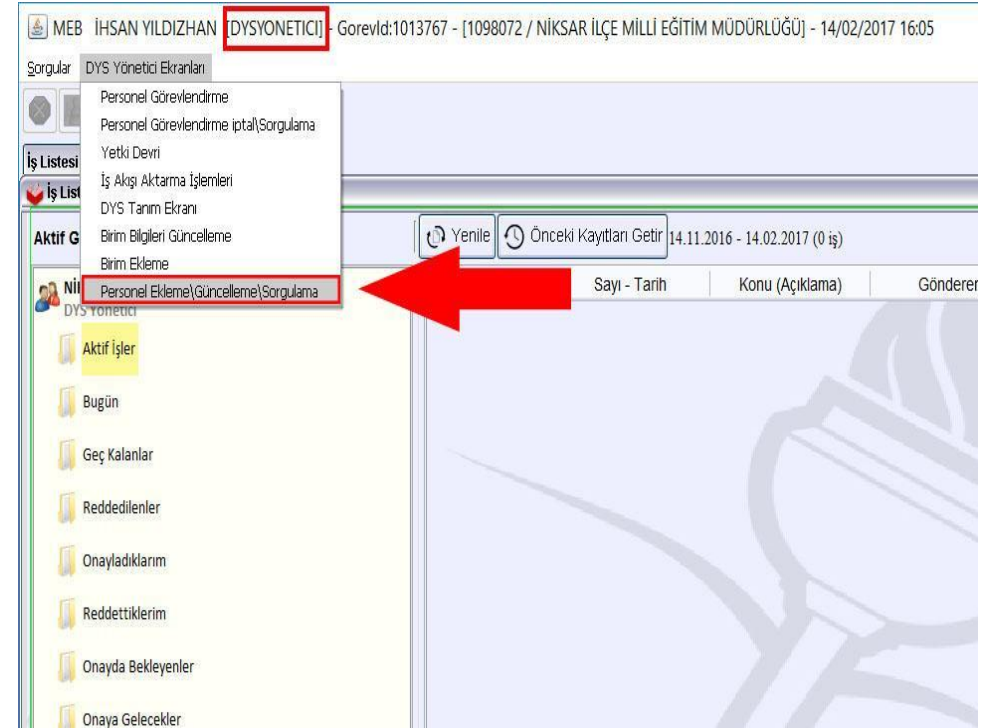 MEB İHSAN YILDIZHAN [DYSYONETICI] - GorevId:1013767 - [1098072 / NİKSAR İLÇE MİLLİ EĞİTİM MÜDÜRLÜĞÜ] - 14/02/2017 16:05
Sorgular DYS Yönetici Ekranları
Personel Görevlendirme
Personel Görevlendirme iptal\Sorgulama
Yetki Devri
İş Akışı Aktarma İşlemleri
DYS Tanım Ekranı
Birim Bilgileri Güncelleme
Birim Ekleme
Personel Ekleme\Güncelleme\Sorgulama
İş Listesi
İş List
Aktif G
Yenile Önceki Kayıtları Getir 14.11.2016 - 14.02.2017 (0 iş)
Sayı - Tarih Konu (Açıklama) Gönderen
DYS Yönetici
Aktif İşler
Bugün
Geç Kalanlar
Reddedilenler
Onayladıklarım
Reddettiklerim
Onayda Bekleyenler
Onaya Gelecekler